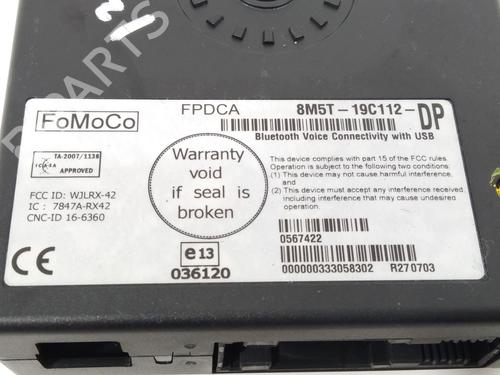 PARTS
FoMoCo
FPDCA
8M5T-19C112-DP
Bluetooth Voice Connectivity with USB
TA-2007/1136
APPROVED
ICASA
FCC ID: WJLRX-42
IC : 7847A-RX42
CNC-ID 16-6360
Warranty
void
if seal is
broken
This device complies with part 15 of the FCC rules.
Operation is subject to the following two conditions:
(1) This device may not cause harmful interference,
and
(2) This device must accept any interference received,
including interference that may cause undesired
operation.
0567422
000000333058302
R270703
CE
e13
036120